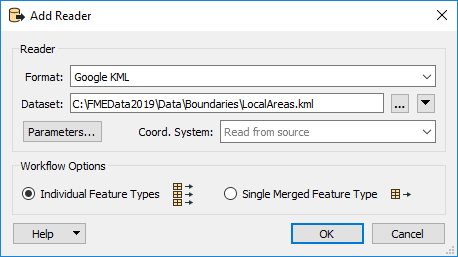 Add Reader
Reader
Format: Google KML
Dataset: C:\FMEData2019\Data\Boundaries\LocalAreas.kml ...
Parameters... Coord. System: Read from source
Workflow Options
Individual Feature Types Single Merged Feature Type
Help OK Cancel